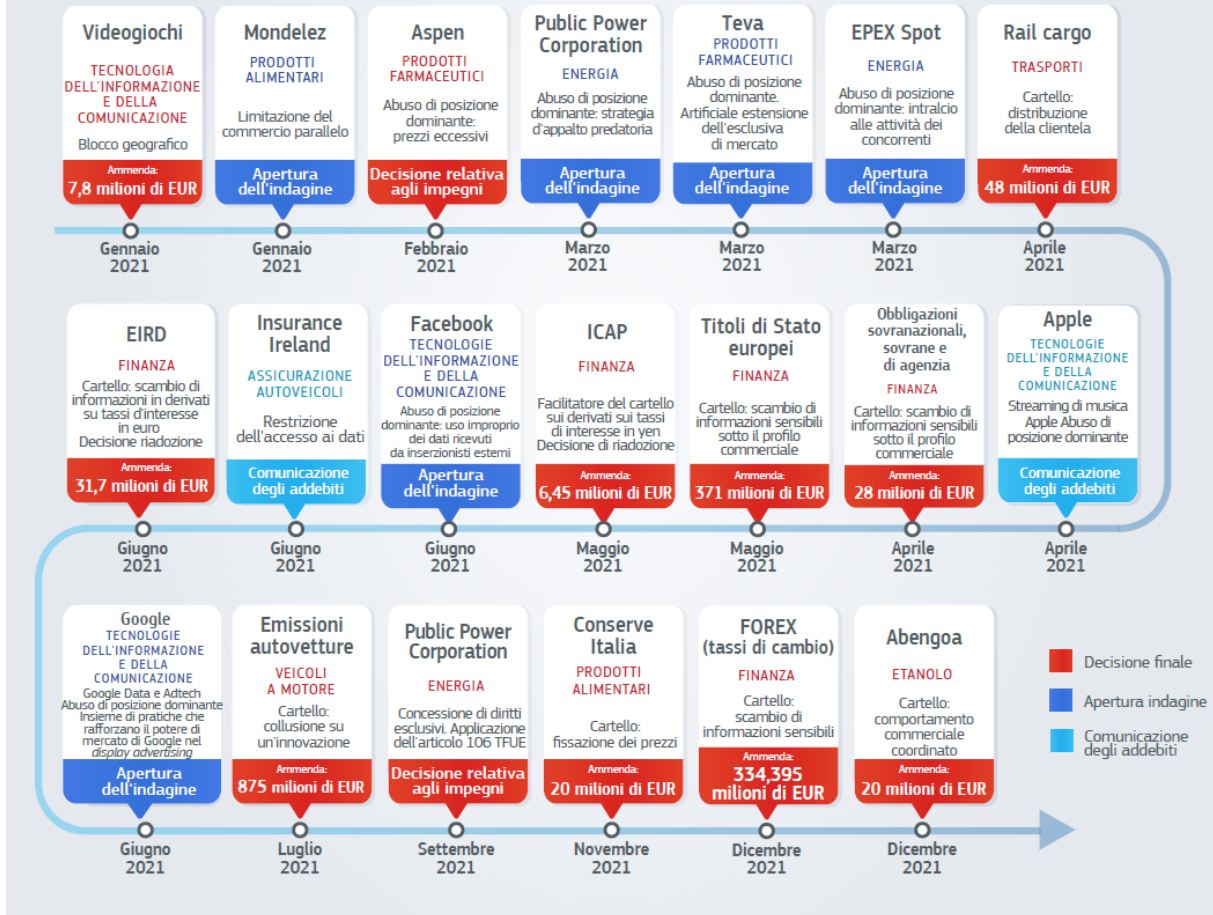 Videogiochi
TECNOLOGIA
DELL'INFORMAZIONE
E DELLA
COMUNICAZIONE
Blocco geografico
Ammenda:
7,8 milioni di EUR
Gennaio
2021
Mondelez
PRODOTTI
ALIMENTARI
Limitazione del
commercio parallelo
Apertura
dell'indagine
Gennaio
2021
Aspen
PRODOTTI
FARMACEUTICI
Abuso di posizione
dominante:
prezzi eccessivi
Decisione relativa
agli impegni
Febbraio
2021
Public Power
Corporation
ENERGIA
Abuso di posizione
dominante: strategia
d'appalto predatoria
Apertura
dell'indagine
Marzo
2021
Teva
PRODOTTI
FARMACEUTICI
Abuso di posizione
dominante.
Artificiale estensione
dell'esclusiva
di mercato
Apertura
dell'indagine
Marzo
2021
EPEX Spot
ENERGIA
Abuso di posizione
dominante: intralcio
alle attività dei
concorrenti
Apertura
dell'indagine
Marzo
2021
Rail cargo
TRASPORTI
Cartello:
distribuzione
della clientela
Ammenda:
48 milioni di EUR
Aprile
2021
EIRD
FINANZA
Cartello: scambio di
informazioni in derivati
su tassi d'interesse
in euro
Decisione riadozione
Ammenda:
31,7 milioni di EUR
Giugno
2021
Insurance
Ireland
ASSICURAZIONE
AUTOVEICOLI
Restrizione
dell'accesso ai dati
Comunicazione
degli addebiti
Giugno
2021
Facebook
TECNOLOGIE
DELL'INFORMAZIONE
E DELLA
COMUNICAZIONE
Abuso di posizione
dominante: uso improprio
dei dati ricevuti
da inserzionisti esterni
Apertura
dell'indagine
Giugno
2021
ICAP
FINANZA
Facilitatore del cartello
sui derivati sui tassi
di interesse in yen
Decisione di riadozione
Ammenda:
6,45 milioni di EUR
Maggio
2021
Titoli di Stato
europei
FINANZA
Cartello: scambio di
informazioni sensibili
sotto il profilo
commerciale
Ammenda:
371 milioni di EUR
Maggio
2021
Obbligazioni
sovranazionali,
sovrane e
di agenzia
FINANZA
Cartello: scambio di
informazioni sensibili
sotto il profilo
commerciale
Ammenda:
28 milioni di EUR
Aprile
2021
Apple
TECNOLOGIE
DELL'INFORMAZIONE
E DELLA
COMUNICAZIONE
Streaming di musica
Apple Abuso di
posizione dominante
Comunicazione
degli addebiti
Aprile
2021
Google
TECNOLOGIE
DELL'INFORMAZIONE
E DELLA
COMUNICAZIONE
Google Data e Adtech
Abuso di posizione dominante
Insieme di pratiche che
rafforzano il potere di
mercato di Google nel
display advertising
Apertura
dell'indagine
Giugno
2021
Emissioni
autovetture
VEICOLI
A MOTORE
Cartello:
collusione su
un'innovazione
Ammenda:
875 milioni di EUR
Luglio
2021
Public Power
Corporation
ENERGIA
Concessione di diritti
esclusivi. Applicazione
dell'articolo 106 TFUE
Decisione relativa
agli impegni
Settembre
2021
Conserve
Italia
PRODOTTI
ALIMENTARI
Cartello:
fissazione dei prezzi
Ammenda:
20 milioni di EUR
Novembre
2021
FOREX
(tassi di cambio)
FINANZA
Cartello:
scambio di
informazioni sensibili
Ammenda:
334,395
milioni di EUR
Dicembre
2021
Abengoa
ETANOLO
Cartello:
comportamento
commerciale
coordinato
Ammenda:
20 milioni di EUR
Dicembre
2021
Decisione finale
Apertura indagine
Comunicazione
degli addebiti